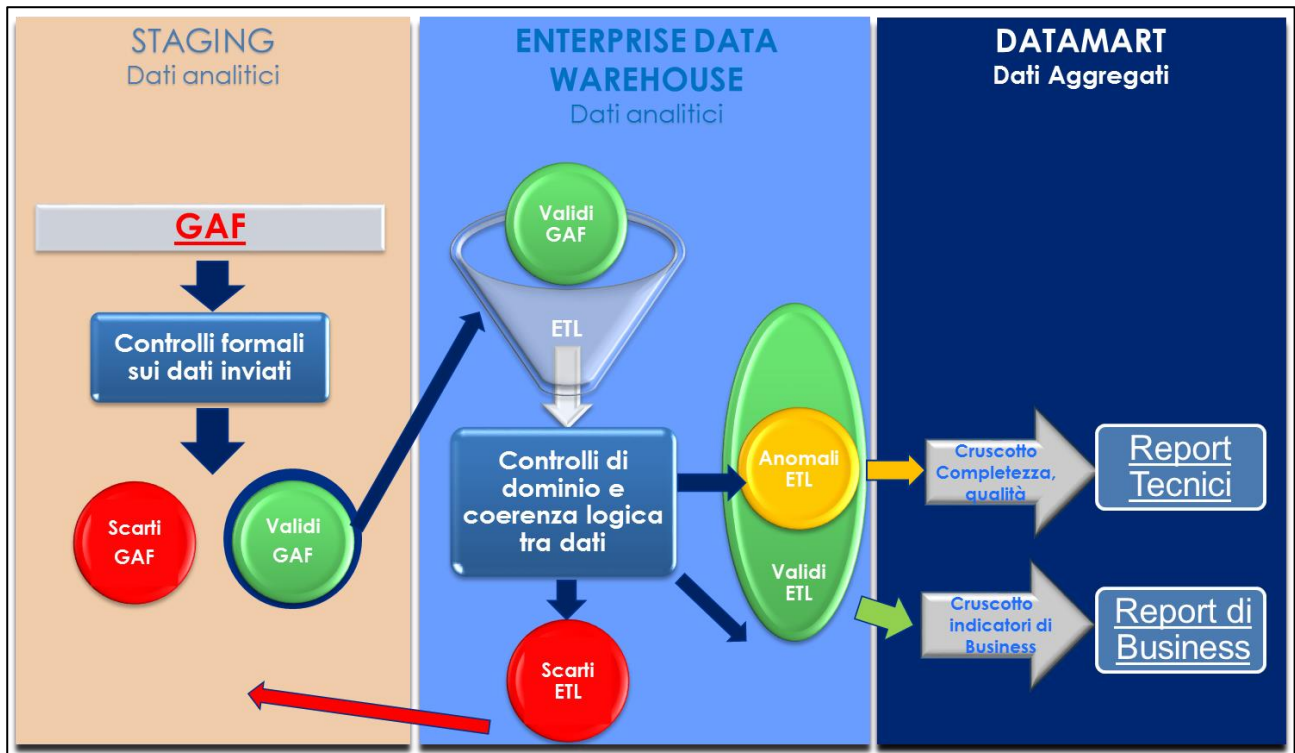 STAGING
Dati analitici
GAF
Controlli formali
sui dati inviati
Scarti
GAF
Validi
GAF
ENTERPRISE DATA
WAREHOUSE
Dati analitici
Validi
GAF
ETL
Controlli di
dominio e
coerenza logica
tra dati
Anomali
ETL
Validi
ETL
Scarti
ETL
DATAMART
Dati Aggregati
Cruscotto
Completezza,
qualità
Report
Tecnici
Cruscotto
indicatori di
Business
Report di
Business